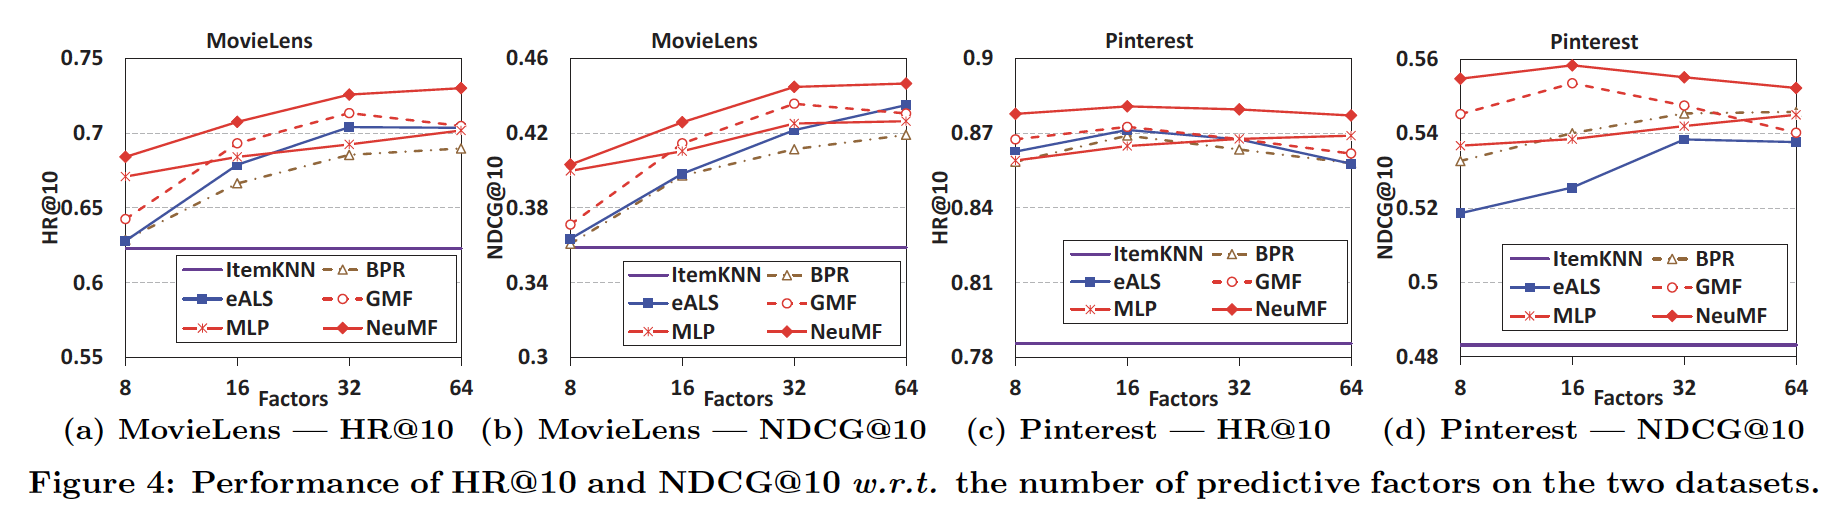 MovieLens
0.75
0.7
0.65
0.6
0.55
HR@10
ItemKNN BPR
eALS GMF
MLP NeuMF
8 16 32 64
Factors
(a) MovieLens — HR@10
MovieLens
0.46
0.42
0.38
0.34
0.3
NDCG@10
ItemKNN BPR
eALS GMF
MLP NeuMF
8 16 32 64
Factors
(b) MovieLens — NDCG@10
Pinterest
0.9
0.87
0.84
0.81
0.78
HR@10
ItemKNN BPR
eALS GMF
MLP NeuMF
8 16 32 64
Factors
(c) Pinterest — HR@10
Pinterest
0.56
0.54
0.52
0.5
0.48
NDCG@10
ItemKNN BPR
eALS GMF
MLP NeuMF
8 16 32 64
Factors
(d) Pinterest — NDCG@10
Figure 4: Performance of HR@10 and NDCG@10 w.r.t. the number of predictive factors on the two datasets.